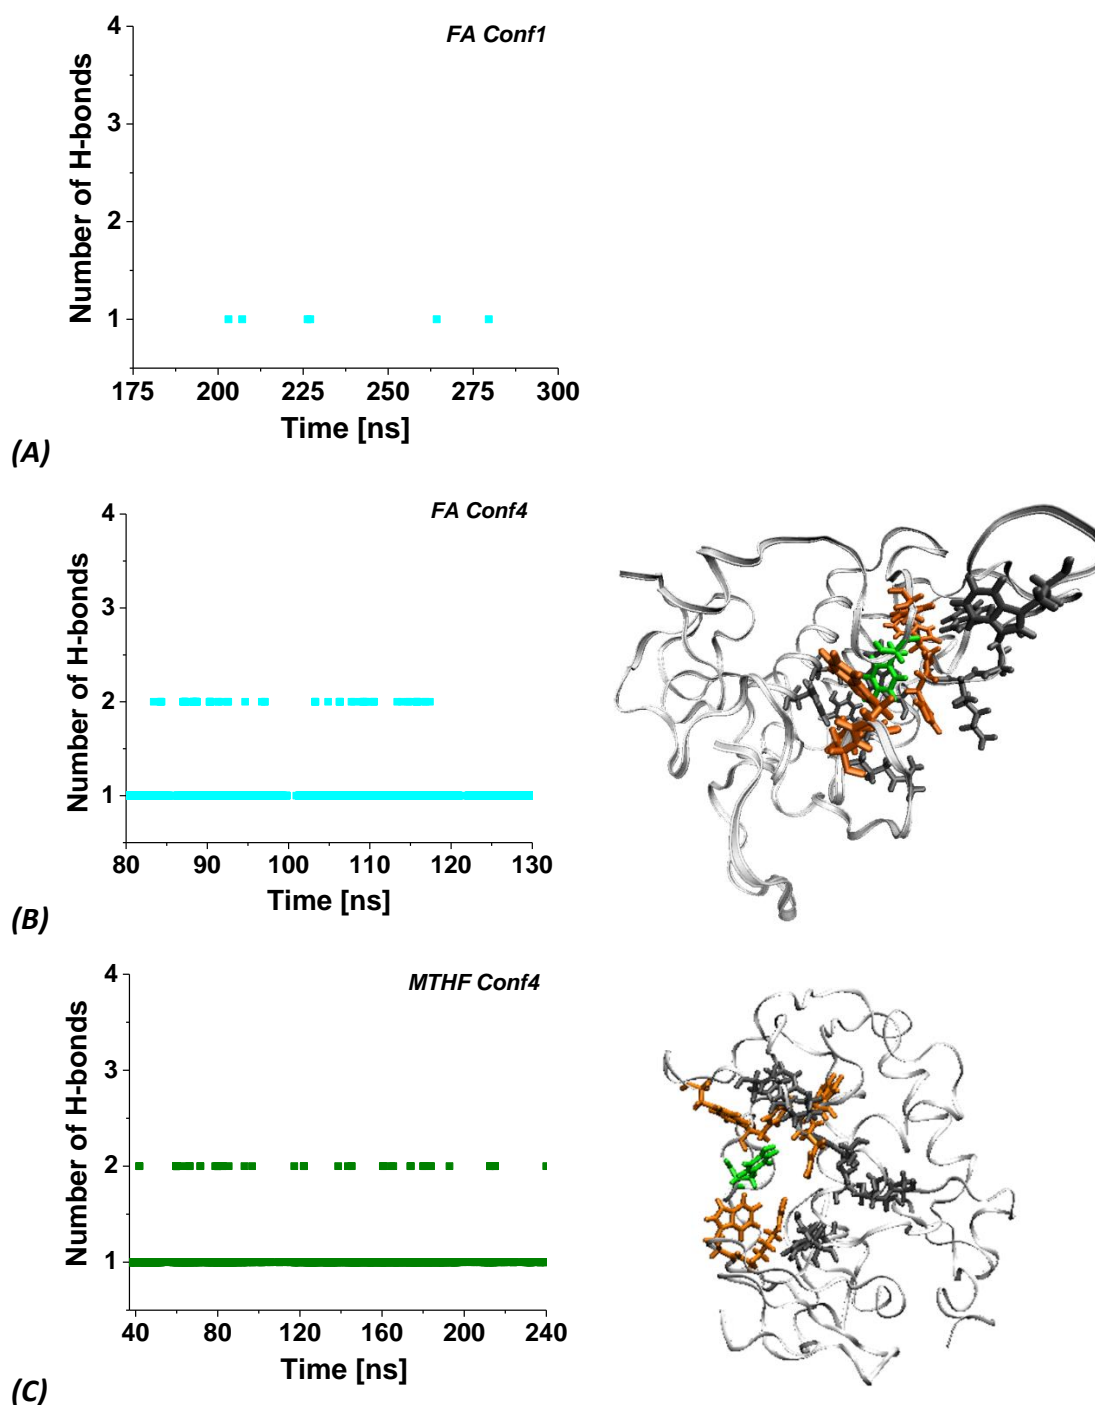 FA Conf1
Number of H-bonds
4
3
2
1
175 200 225 250 275 300
Time [ns]
(A)
FA Conf4
Number of H-bonds
4
3
2
1
80 90 100 110 120 130
Time [ns]
(B)
MTHF Conf4
Number of H-bonds
4
3
2
1
40 80 120 160 200 240
Time [ns]
(C)